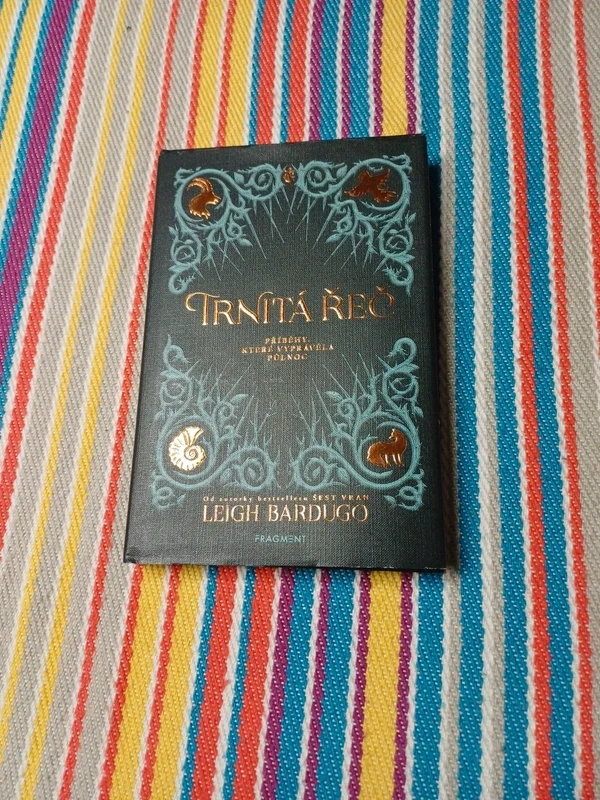 TRNITÁ ŘEČ
PŘÍBĚHY,
KTERÉ VYPRÁVĚLA
PŮLNOC
Od autorky bestselleru ŠEST VRAN
LEIGH BARDUGO
FRAGMENT